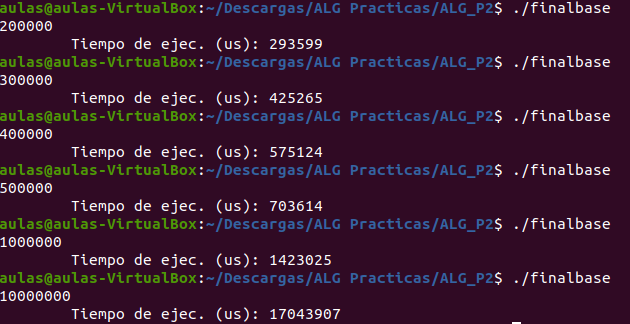 aulas@aulas-VirtualBox:~/Descargas/ALG Practicas/ALG_P2$ ./finalbase
200000
Tiempo de ejec. (us): 293599
aulas@aulas-VirtualBox:~/Descargas/ALG Practicas/ALG_P2$ ./finalbase
300000
Tiempo de ejec. (us): 425265
aulas@aulas-VirtualBox:~/Descargas/ALG Practicas/ALG_P2$ ./finalbase
400000
Tiempo de ejec. (us): 575124
aulas@aulas-VirtualBox:~/Descargas/ALG Practicas/ALG_P2$ ./finalbase
500000
Tiempo de ejec. (us): 703614
aulas@aulas-VirtualBox:~/Descargas/ALG Practicas/ALG_P2$ ./finalbase
1000000
Tiempo de ejec. (us): 1423025
aulas@aulas-VirtualBox:~/Descargas/ALG Practicas/ALG_P2$ ./finalbase
10000000
Tiempo de ejec. (us): 17043907